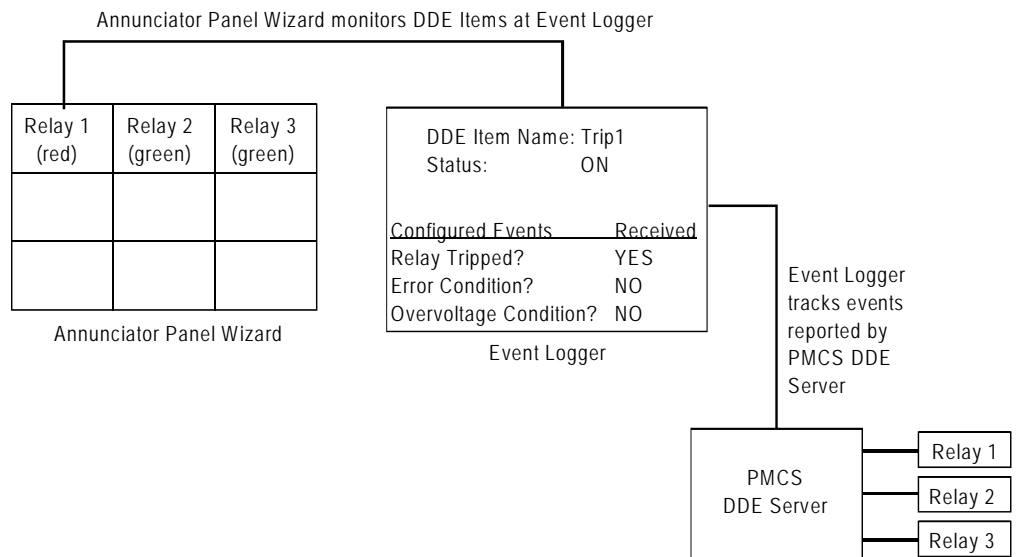 Annunciator Panel Wizard monitors DDE Items at Event Logger
Relay 1
(red)
Relay 2
(green)
Relay 3
(green)
Annunciator Panel Wizard
DDE Item Name: Trip1
Status: ON
Configured Events Received
Relay Tripped? YES
Error Condition? NO
Overvoltage Condition? NO
Event Logger
Event Logger
tracks events
reported by
PMCS DDE
Server
PMCS
DDE Server
Relay 1
Relay 2
Relay 3